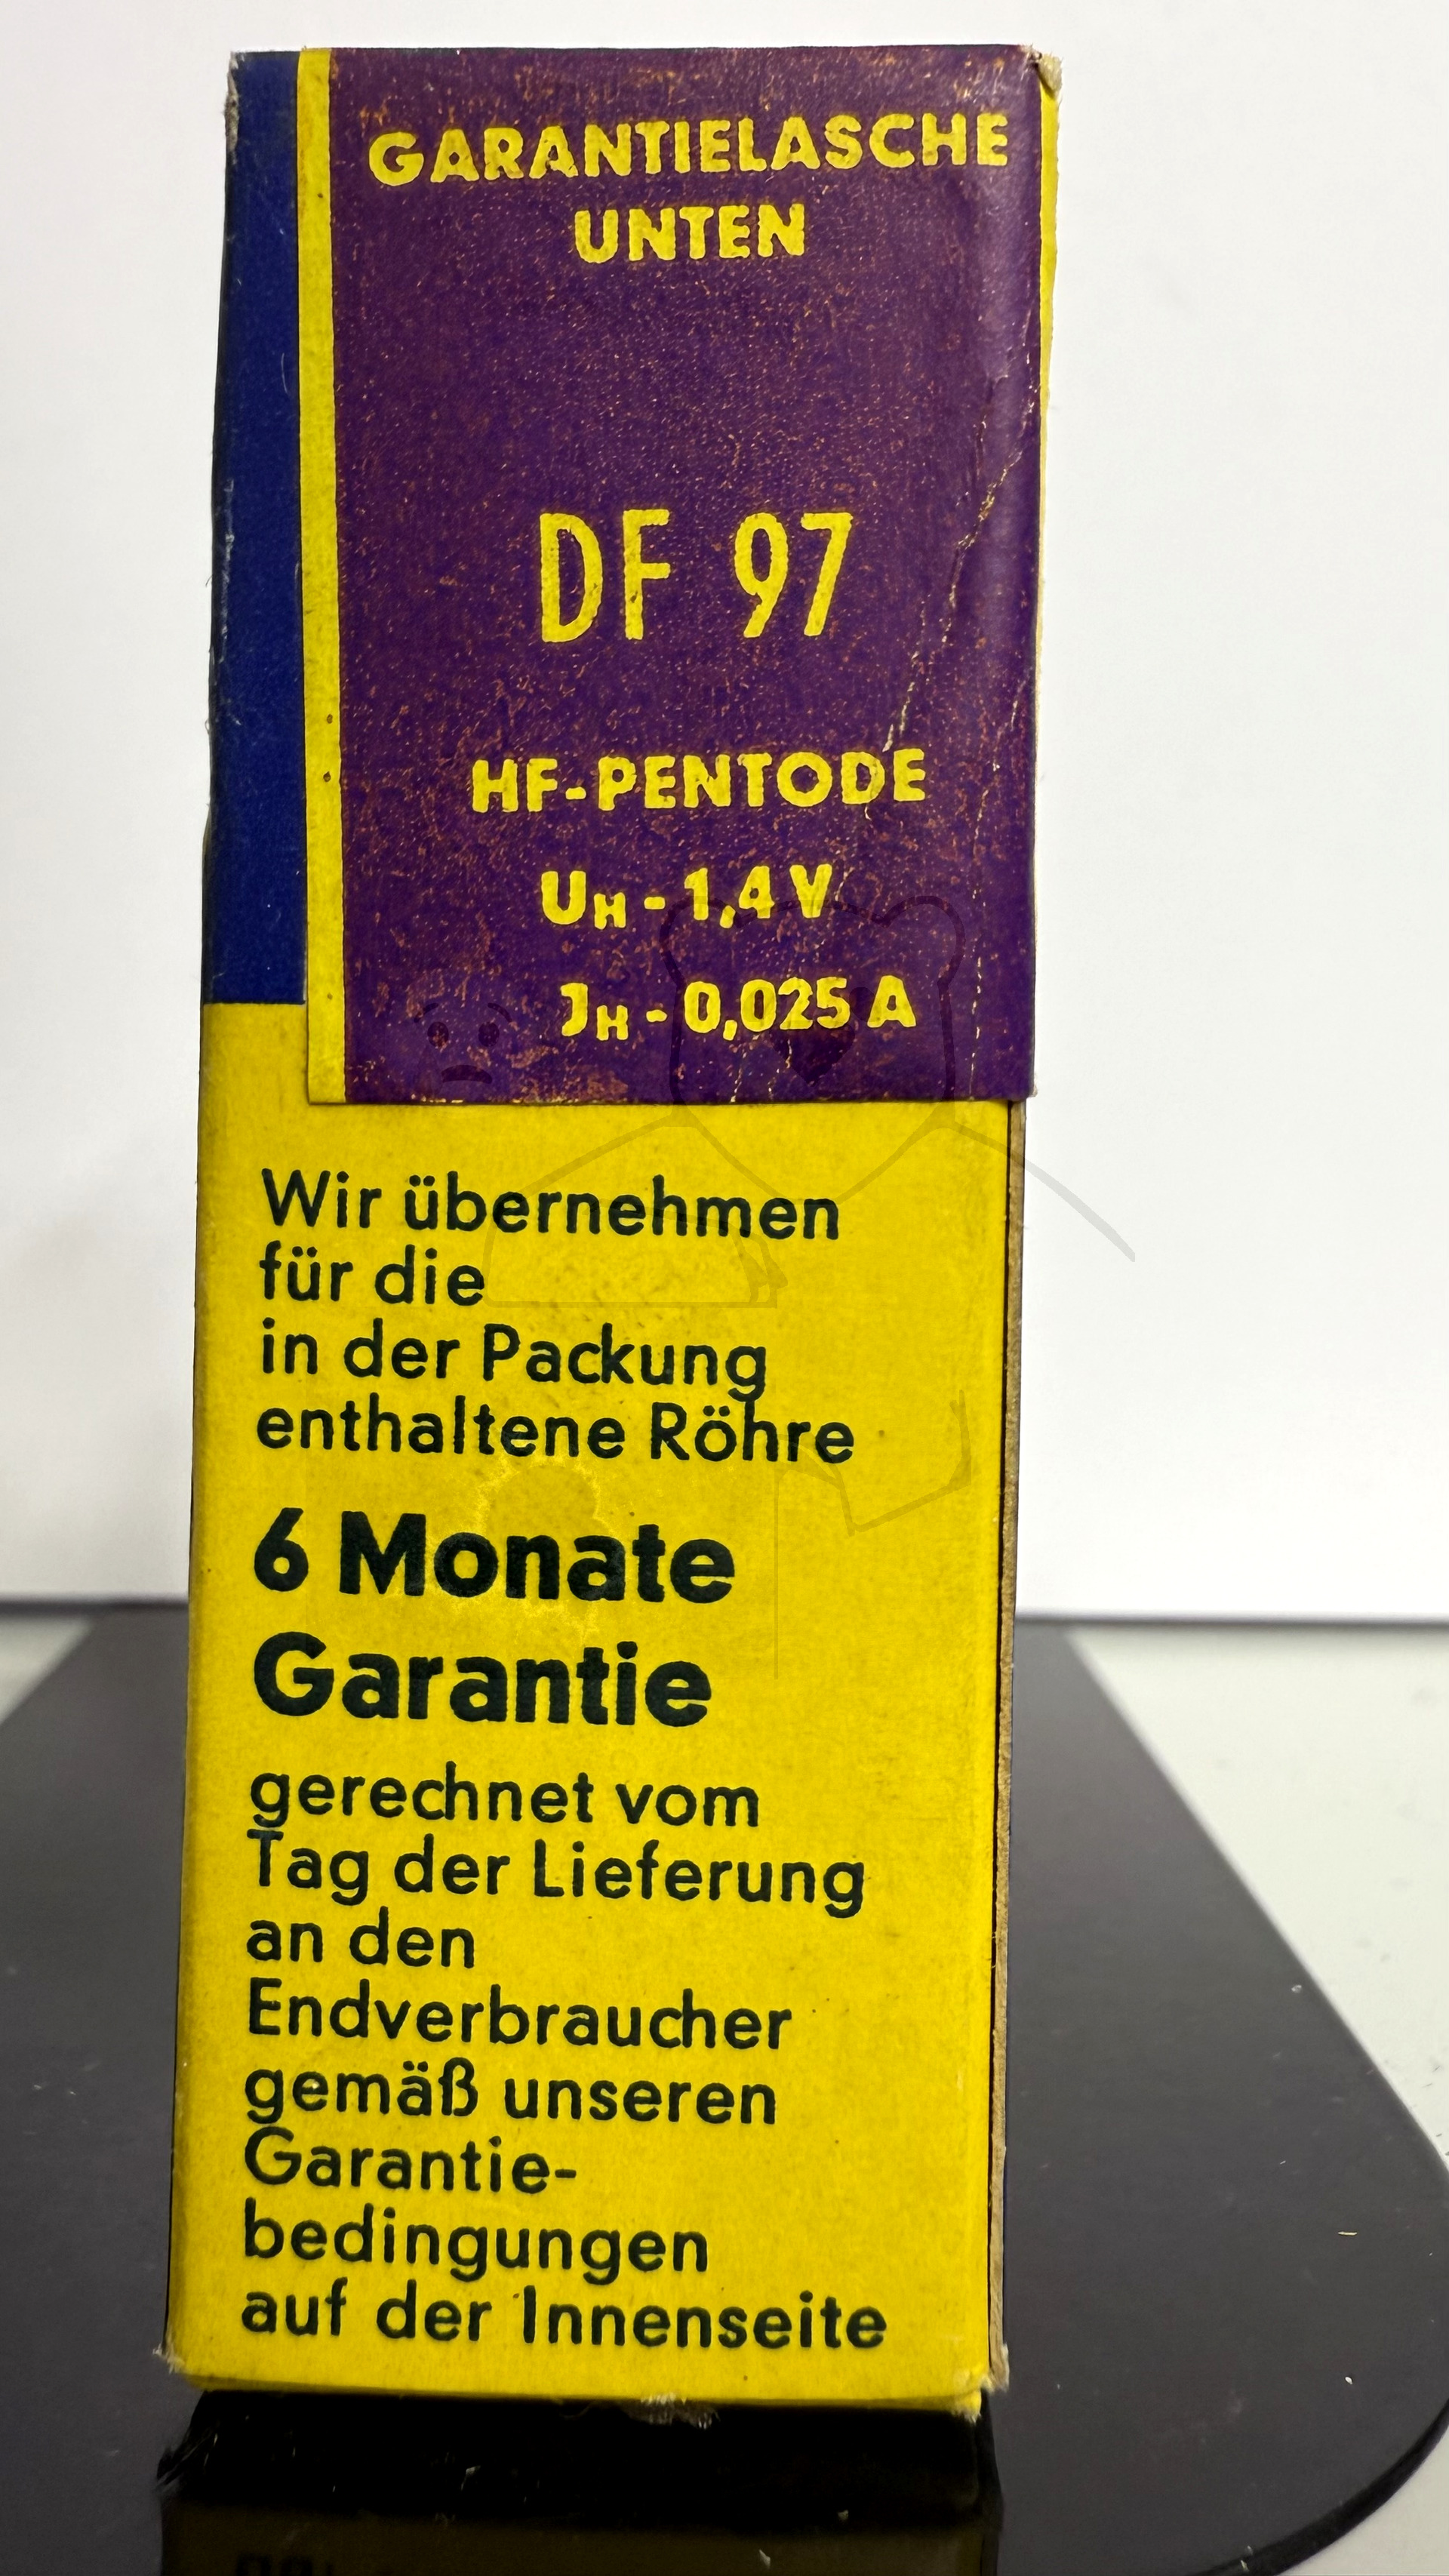 GARANTIELASCHE
UNTEN
DF 97
HF-PENTODE
UH - 1,4 V
JH - 0,025 A
Wir übernehmen
für die
in der Packung
enthaltene Röhre
6 Monate
Garantie
gerechnet vom
Tag der Lieferung
an den
Endverbraucher
gemäß unseren
Garantie-
bedingungen
auf der Innenseite